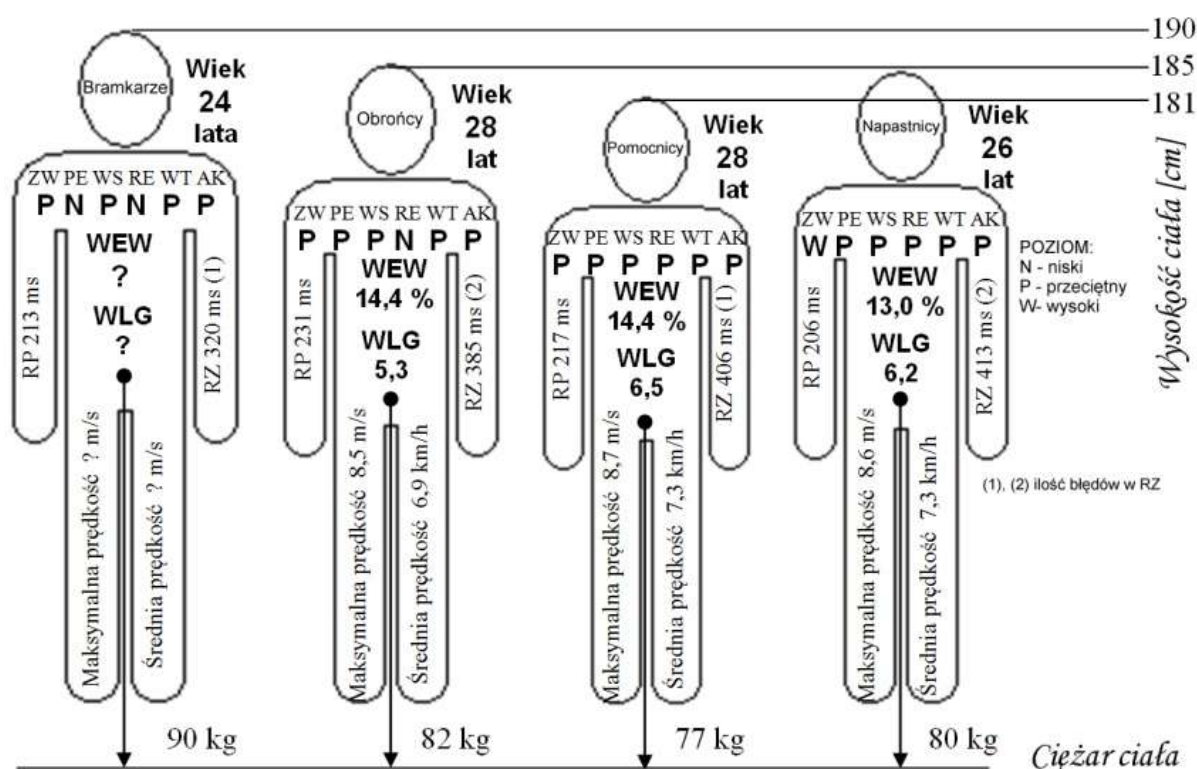 190
185
181
Wysokość ciała [cm]
Bramkarze
Wiek
24
lata
ZW PE WS RE WT AK
P N P N P P
WEW
?
WLG
?
RP 213 ms
RZ 320 ms (1)
Maksymalna prędkość ? m/s
Średnia prędkość ? m/s
90 kg
Obrońcy
Wiek
28
lat
ZW PE WS RE WT AK
P P P N P P
WEW
14,4 %
WLG
5,3
RP 231 ms
RZ 385 ms (2)
Maksymalna prędkość 8,5 m/s
Średnia prędkość 6,9 km/h
82 kg
Pomocnicy
Wiek
28
lat
ZW PE WS RE WT AK
P P P P P P
WEW
14,4 %
WLG
6,5
RP 217 ms
RZ 406 ms (1)
Maksymalna prędkość 8,7 m/s
Średnia prędkość 7,3 km/h
77 kg
Napastnicy
Wiek
26
lat
ZW PE WS RE WT AK
W P P P P P
WEW
13,0 %
WLG
6,2
RP 206 ms
RZ 413 ms (2)
Maksymalna prędkość 8,6 m/s
Średnia prędkość 7,3 km/h
80 kg
POZIOM:
N - niski
P - przeciętny
W- wysoki
(1), (2) ilość błędów w RZ
Ciężar ciała